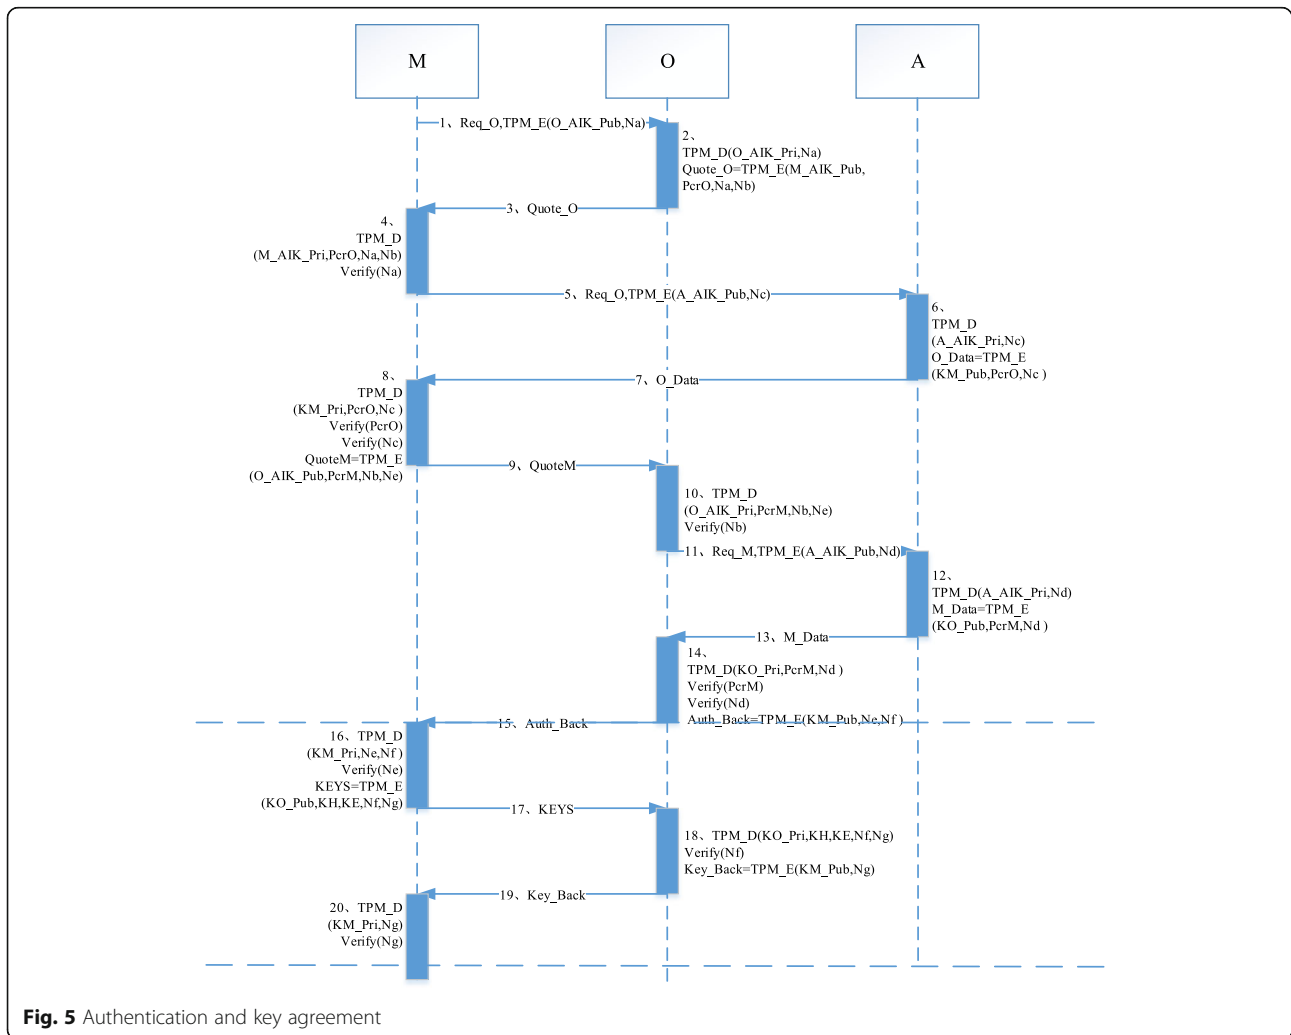 M
O
A
1、Req_O,TPM_E(O_AIK_Pub,Na)
2、
TPM_D(O_AIK_Pri,Na)
Quote_O=TPM_E(M_AIK_Pub,
PcrO,Na,Nb)
3、Quote_O
4、
TPM_D
(M_AIK_Pri,PcrO,Na,Nb)
Verify(Na)
5、Req_O,TPM_E(A_AIK_Pub,Nc)
6、
TPM_D
(A_AIK_Pri,Nc)
O_Data=TPM_E
(KM_Pub,PcrO,Nc )
7、O_Data
8、
TPM_D
(KM_Pri,PcrO,Nc )
Verify(PcrO)
Verify(Nc)
QuoteM=TPM_E
(O_AIK_Pub,PcrM,Nb,Ne)
9、QuoteM
10、TPM_D
(O_AIK_Pri,PcrM,Nb,Ne)
Verify(Nb)
11、Req_M,TPM_E(A_AIK_Pub,Nd)
12、
TPM_D(A_AIK_Pri,Nd)
M_Data=TPM_E
(KO_Pub,PcrM,Nd )
13、M_Data
14、
TPM_D(KO_Pri,PcrM,Nd )
Verify(PcrM)
Verify(Nd)
Auth_Back=TPM_E(KM_Pub,Ne,Nf )
15、Auth_Back
16、TPM_D
(KM_Pri,Ne,Nf )
Verify(Ne)
KEYS=TPM_E
(KO_Pub,KH,KE,Nf,Ng)
17、KEYS
18、TPM_D(KO_Pri,KH,KE,Nf,Ng)
Verify(Nf)
Key_Back=TPM_E(KM_Pub,Ng)
19、Key_Back
20、TPM_D
(KM_Pri,Ng)
Verify(Ng)
Fig. 5 Authentication and key agreement